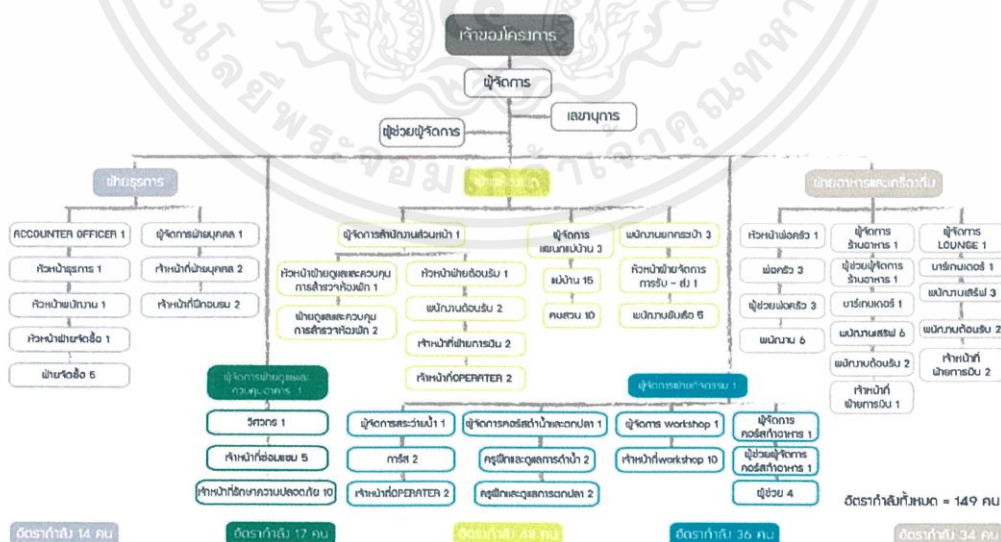 เจ้าของโครงการ
ผู้จัดการ
เลขานุการ
ผู้ช่วยผู้จัดการ
ฝ่ายธุรการ
ฝ่ายอาหารและเครื่องดื่ม
ACCOUNTER OFFICER 1
หัวหน้าธุรการ 1
หัวหน้าพนักงาน 1
หัวหน้าฝ่ายจัดซื้อ 1
ฝ่ายจัดซื้อ 5
ผู้จัดการฝ่ายบุคคล 1
เจ้าหน้าที่ฝ่ายบุคคล 2
เจ้าหน้าที่ฝึกอบรม 2
ผู้จัดการสำนักงานส่วนหน้า 1
หัวหน้าฝ่ายดูแลและควบคุม
การสำรวจห้องพัก 1
ฝ่ายดูแลและควบคุม
การสำรวจห้องพัก 2
หัวหน้าฝ่ายต้อนรับ 1
พนักงานต้อนรับ 2
เจ้าหน้าที่ฝ่ายการเงิน 2
เจ้าหน้าที่OPERATER 2
ผู้จัดการ
แผนกแม่บ้าน 3
แม่บ้าน 15
คนสวน 10
พนักงานยกกระเป๋า 3
หัวหน้าฝ่ายจัดการ
การรับ - ส่ง 1
พนักงานขับเรือ 5
หัวหน้าพ่อครัว 1
พ่อครัว 3
ผู้ช่วยพ่อครัว 3
พนักงาน 6
ผู้จัดการ
ร้านอาหาร 1
ผู้ช่วยผู้จัดการ
ร้านอาหาร 1
บาร์เทนเดอร์ 1
พนักงานเสริฟ 6
พนักงานต้อนรับ 2
เจ้าหน้าที่
ฝ่ายการเงิน 1
ผู้จัดการ
LOUNGE 1
บาร์เทนเดอร์ 1
พนักงานเสริฟ 3
พนักงานต้อนรับ 2
เจ้าหน้าที่
ฝ่ายการเงิน 2
ผู้จัดการฝ่ายดูแลและ
ควบคุมอาคาร 1
วิศวกร 1
เจ้าหน้าที่ซ่อมแซม 5
เจ้าหน้าที่รักษาความปลอดภัย 10
ผู้จัดการฝ่ายกิจกรรม 1
ผู้จัดการสระว่ายน้ำ 1
การ์ส 2
เจ้าหน้าที่OPERATER 2
ผู้จัดการคอร์สดำน้ำและตกปลา 1
ครูฝึกและดูแลการดำน้ำ 2
ครูฝึกและดูแลการตกปลา 2
ผู้จัดการ workshop 1
เจ้าหน้าที่workshop 10
ผู้จัดการ
คอร์สทำอาหาร 1
ผู้ช่วยผู้จัดการ
คอร์สทำอาหาร 1
ผู้ช่วย 4
อัตรากำลังทั้งหมด = 149 คน
อัตรากำลัง 14 คน
อัตรากำลัง 17 คน
อัตรากำลัง 48 คน
อัตรากำลัง 36 คน
อัตรากำลัง 34 คน